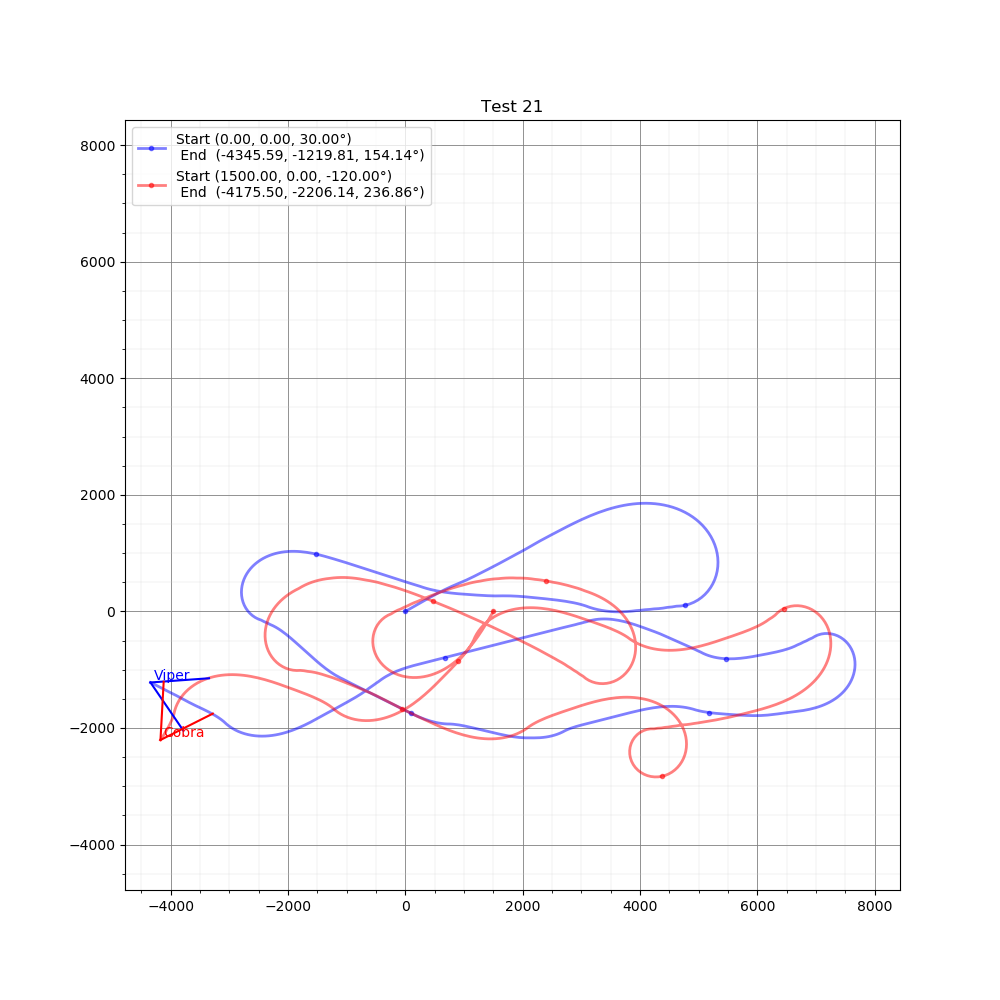 Test 21
Start (0.00, 0.00, 30.00°)
End (-4345.59, -1219.81, 154.14°)
Start (1500.00, 0.00, -120.00°)
End (-4175.50, -2206.14, 236.86°)
8000
6000
4000
2000
0
−2000
−4000
Viper
Cobra
−4000 −2000 0 2000 4000 6000 8000